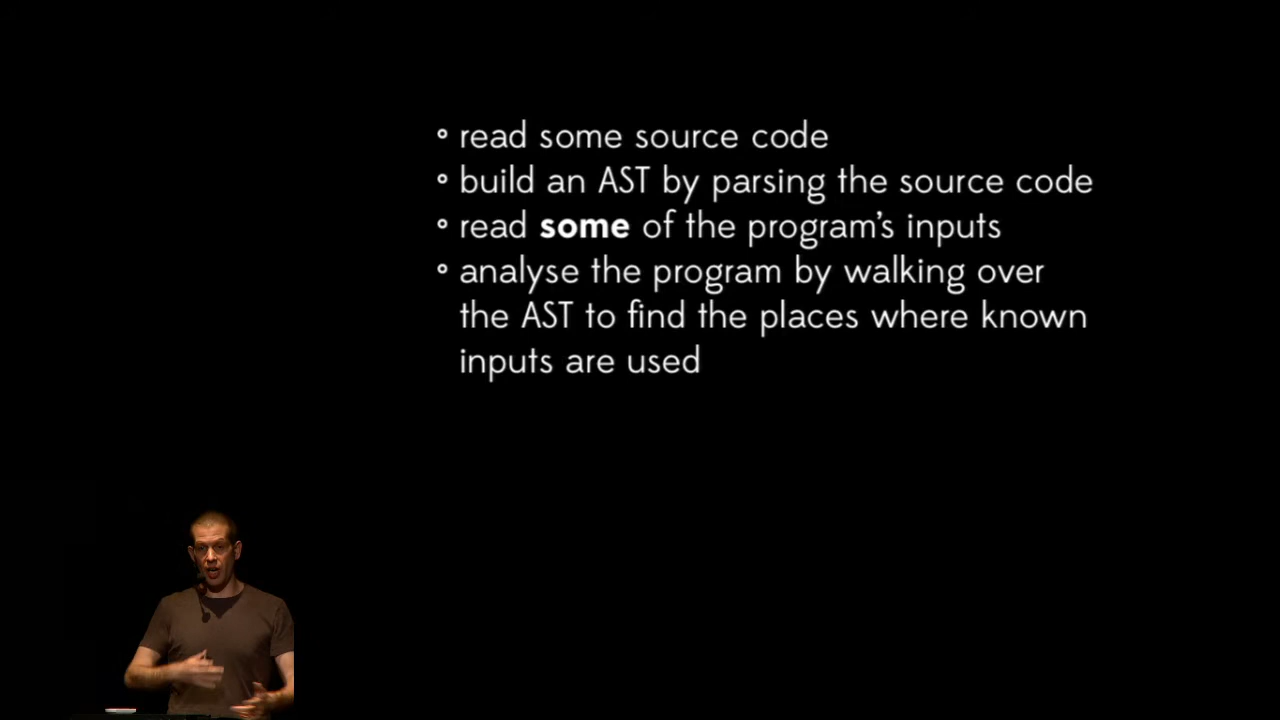 ◦ read some source code
◦ build an AST by parsing the source code
◦ read some of the program’s inputs
◦ analyse the program by walking over
the AST to find the places where known
inputs are used